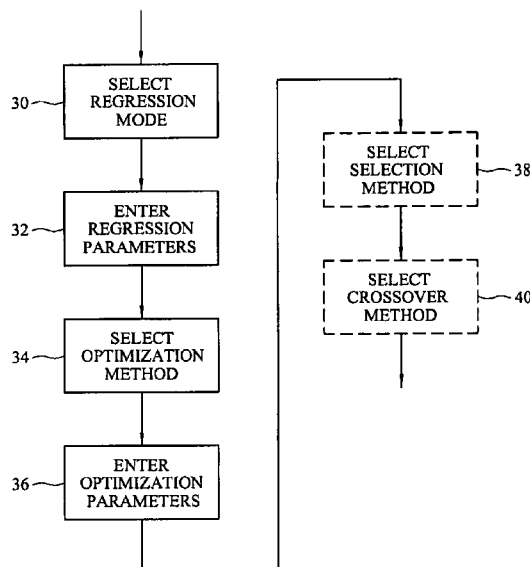 30
SELECT
REGRESSION
MODE
32
ENTER
REGRESSION
PARAMETERS
34
SELECT
OPTIMIZATION
METHOD
36
ENTER
OPTIMIZATION
PARAMETERS
SELECT
SELECTION
METHOD
38
SELECT
CROSSOVER
METHOD
40